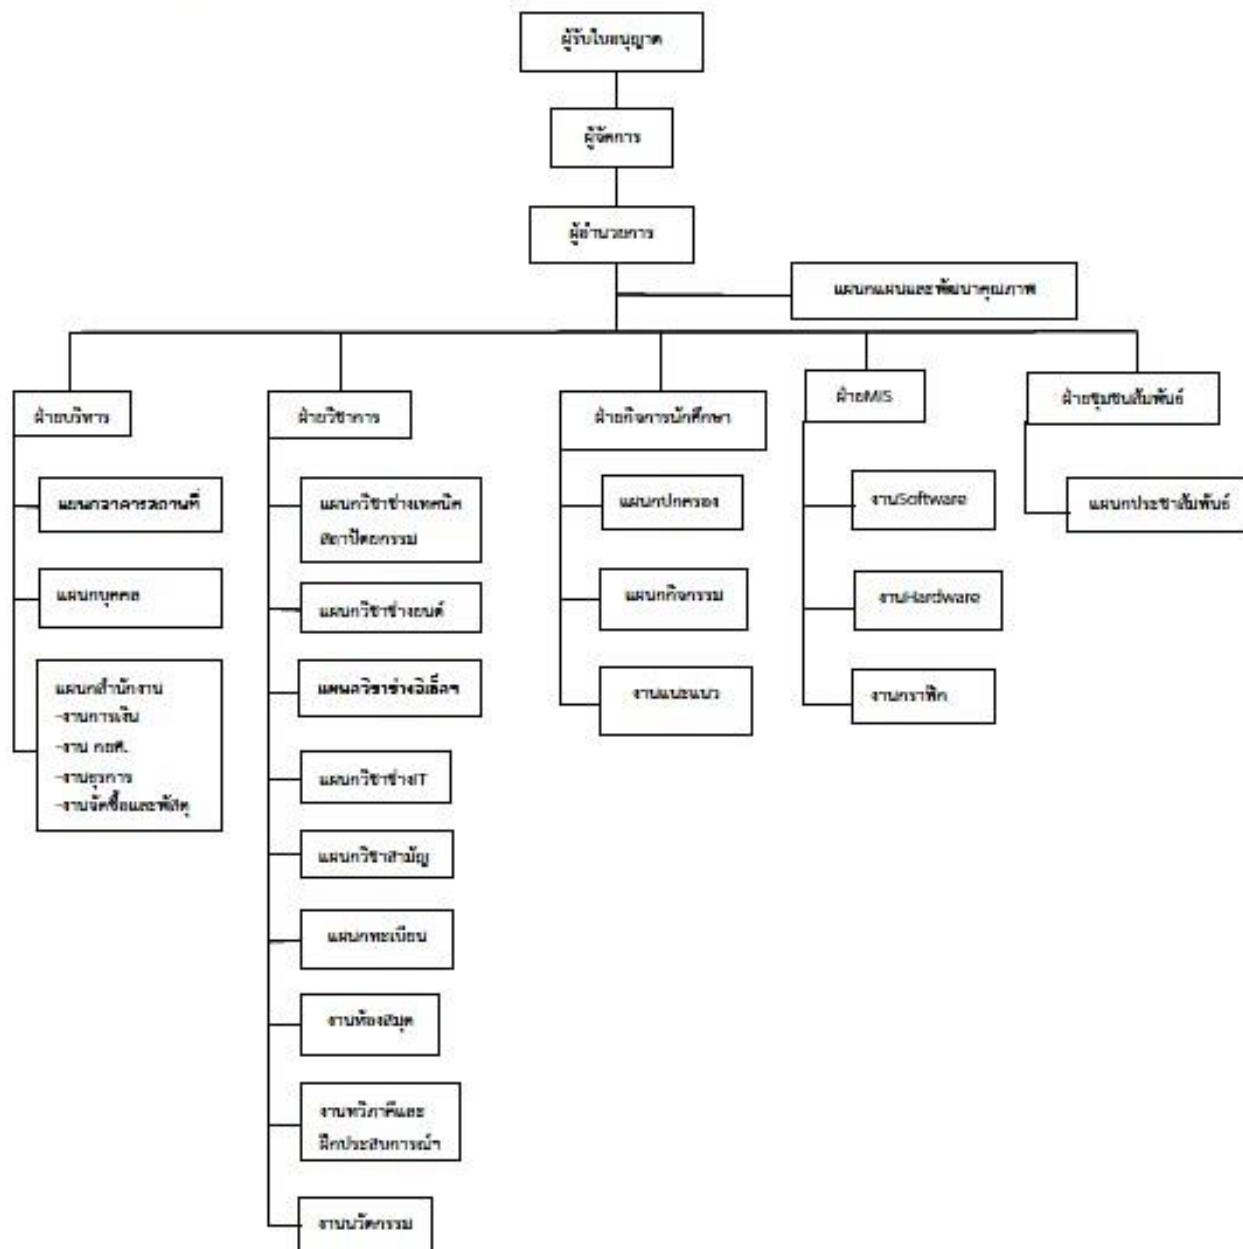 ผู้รับใบอนุญาต
ผู้จัดการ
ผู้อำนวยการ
แผนกแผนและพัฒนาคุณภาพ
ฝ่ายบริหาร
ฝ่ายวิชาการ
ฝ่ายกิจการนักศึกษา
ฝ่ายMIS
ฝ่ายชุมชนสัมพันธ์
แผนกอาคารสถานที่
แผนกบุคคล
แผนกสำนักงาน
-งานการเงิน
-งาน กยศ.
-งานธุรการ
-งานจัดซื้อและพัสดุ
แผนกวิชาช่างเทคนิค
สถาปัตยกรรม
แผนกวิชาช่างยนต์
แผนกวิชาช่างอิเล็คฯ
แผนกวิชาช่างIT
แผนกวิชาสามัญ
แผนกทะเบียน
งานห้องสมุด
งานทวิภาคีและ
ฝึกประสบการณ์ฯ
งานนวัตกรรม
แผนกปกครอง
แผนกกิจกรรม
งานแนะแนว
งานSoftware
งานHardware
งานกราฟิก
แผนกประชาสัมพันธ์